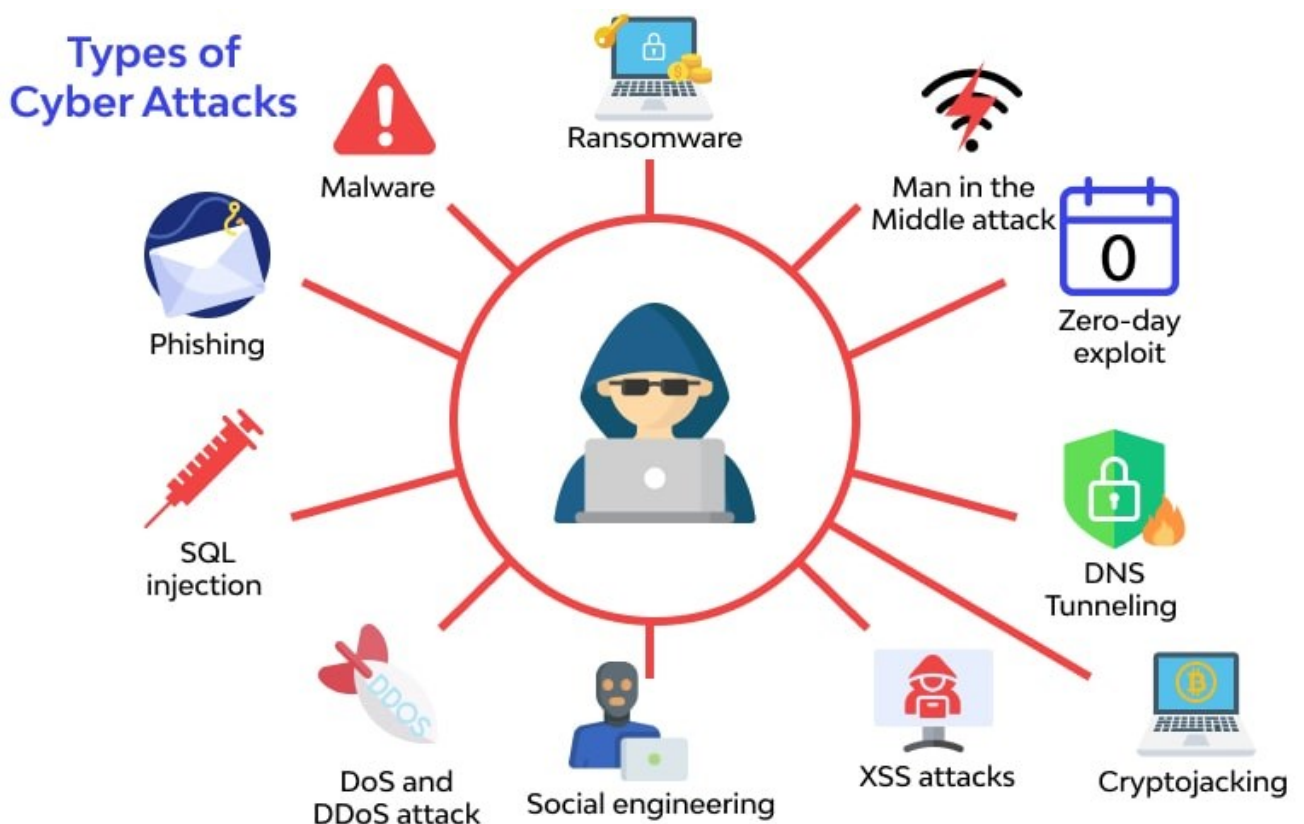 Types of
Cyber Attacks
Ransomware
Malware
Man in the
Middle attack
0
Zero-day
exploit
Phishing
SQL
injection
DNS
Tunneling
DDOS
DoS and
DDoS attack
Social engineering
XSS attacks
Cryptojacking